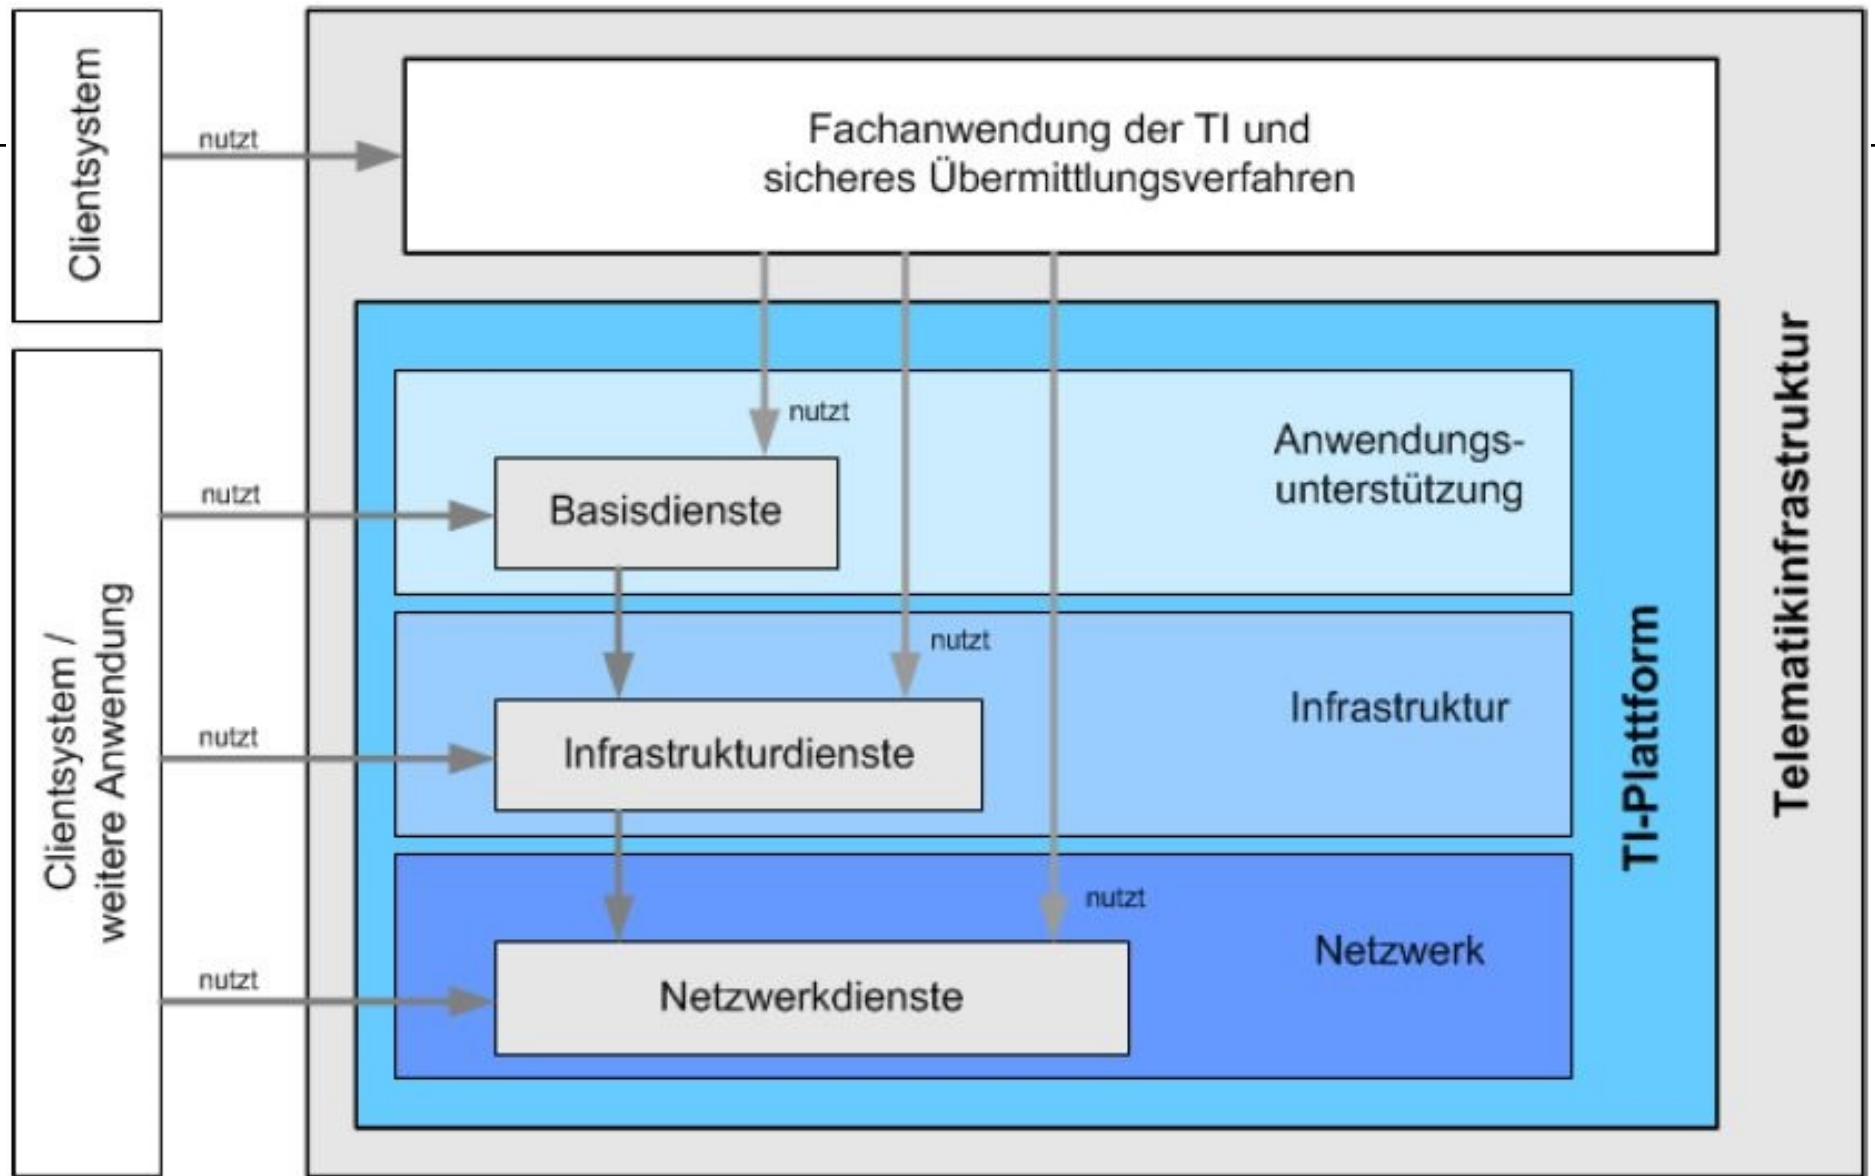 Clientsystem
nutzt
Fachanwendung der TI und
sicheres Übermittlungsverfahren
Telematikinfrastruktur
TI-Plattform
Clientsystem /
weitere Anwendung
nutzt
Anwendungs-
unterstützung
nutzt
Basisdienste
nutzt
Infrastruktur
nutzt
Infrastrukturdienste
nutzt
Netzwerk
nutzt
Netzwerkdienste